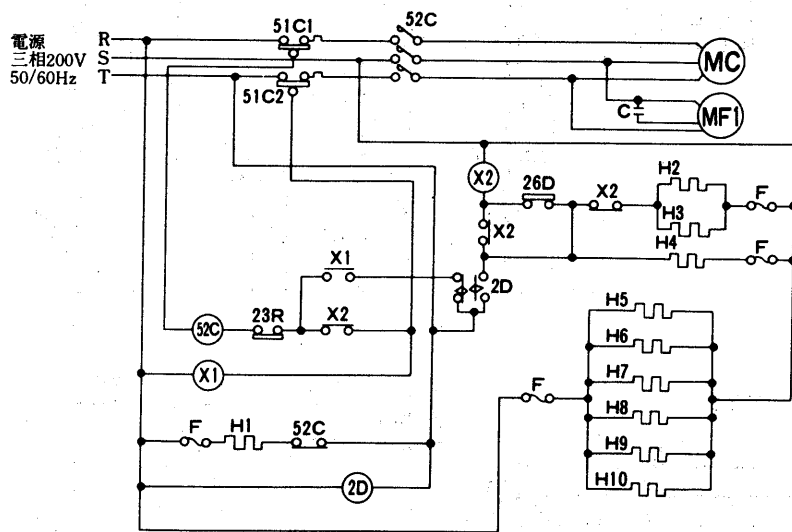 電源
三相200V
50/60Hz
R
S
T
51C1
51C2
52C
MC
C
MF1
X2
26D
X2
H2
H3
F
X2
H4
F
X1
2D
52C
23R
X2
X1
H5
H6
H7
H8
H9
H10
F
F
H1
52C
2D